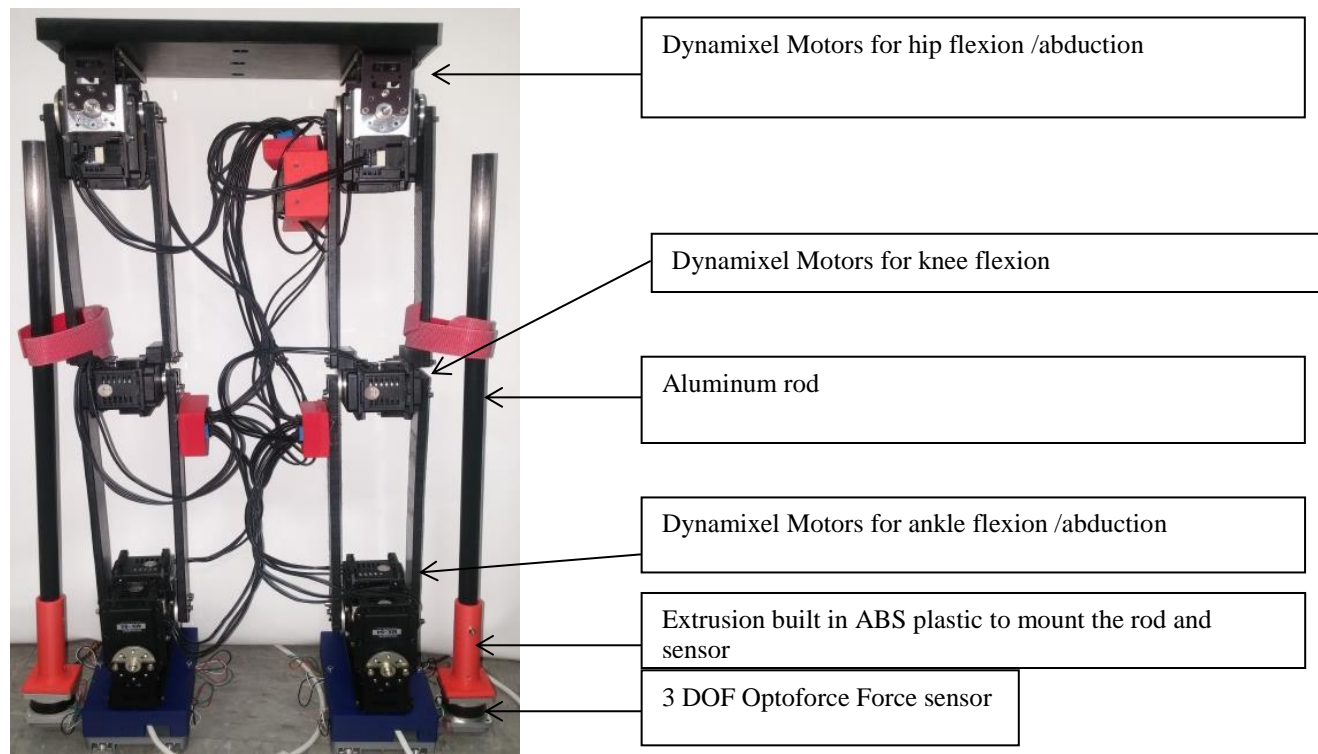 Dynamixel Motors for hip flexion /abduction
Dynamixel Motors for knee flexion
Aluminum rod
Dynamixel Motors for ankle flexion /abduction
Extrusion built in ABS plastic to mount the rod and
sensor
3 DOF Optoforce Force sensor